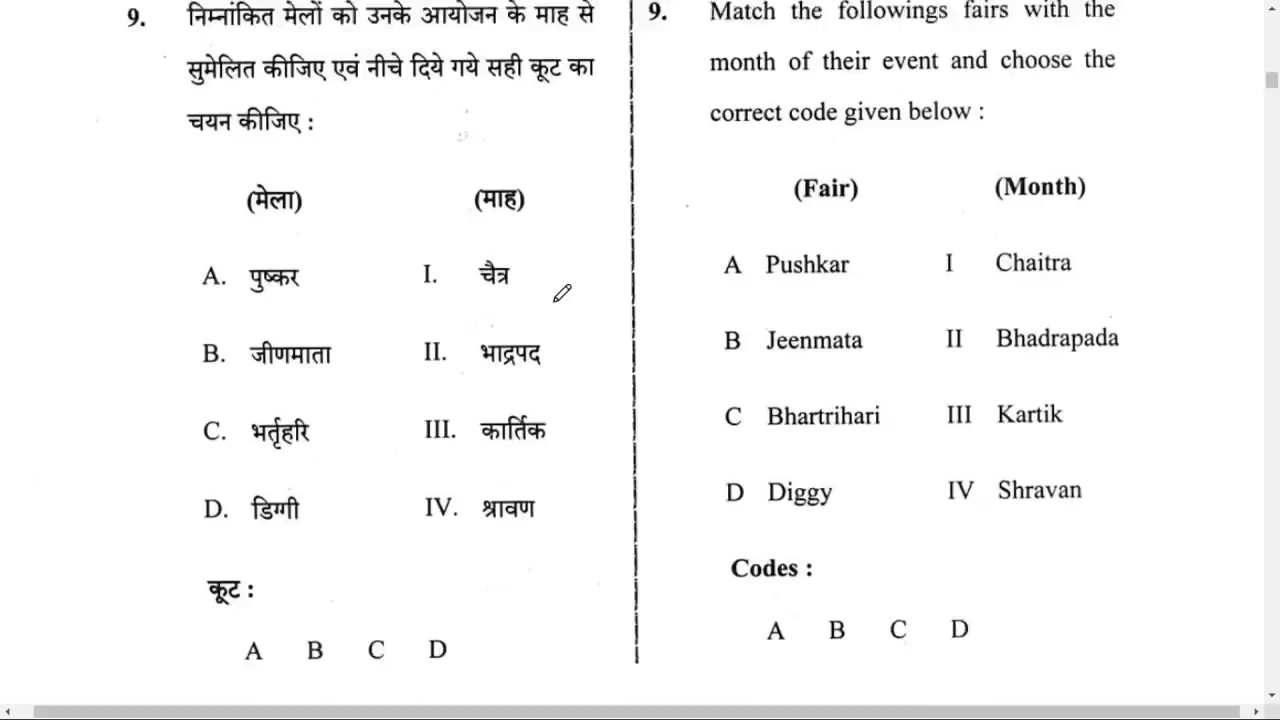 9. निम्नांकित मेलों को उनके आयोजन के माह से
सुमेलित कीजिए एवं नीचे दिये गये सही कूट का
चयन कीजिए :
(मेला) (माह)
A. पुष्कर I. चैत्र
B. जीणमाता II. भाद्रपद
C. भर्तृहरि III. कार्तिक
D. डिग्गी IV. श्रावण
कूट :
A B C D
9. Match the followings fairs with the
month of their event and choose the
correct code given below :
(Fair) (Month)
A Pushkar I Chaitra
B Jeenmata II Bhadrapada
C Bhartrihari III Kartik
D Diggy IV Shravan
Codes :
A B C D